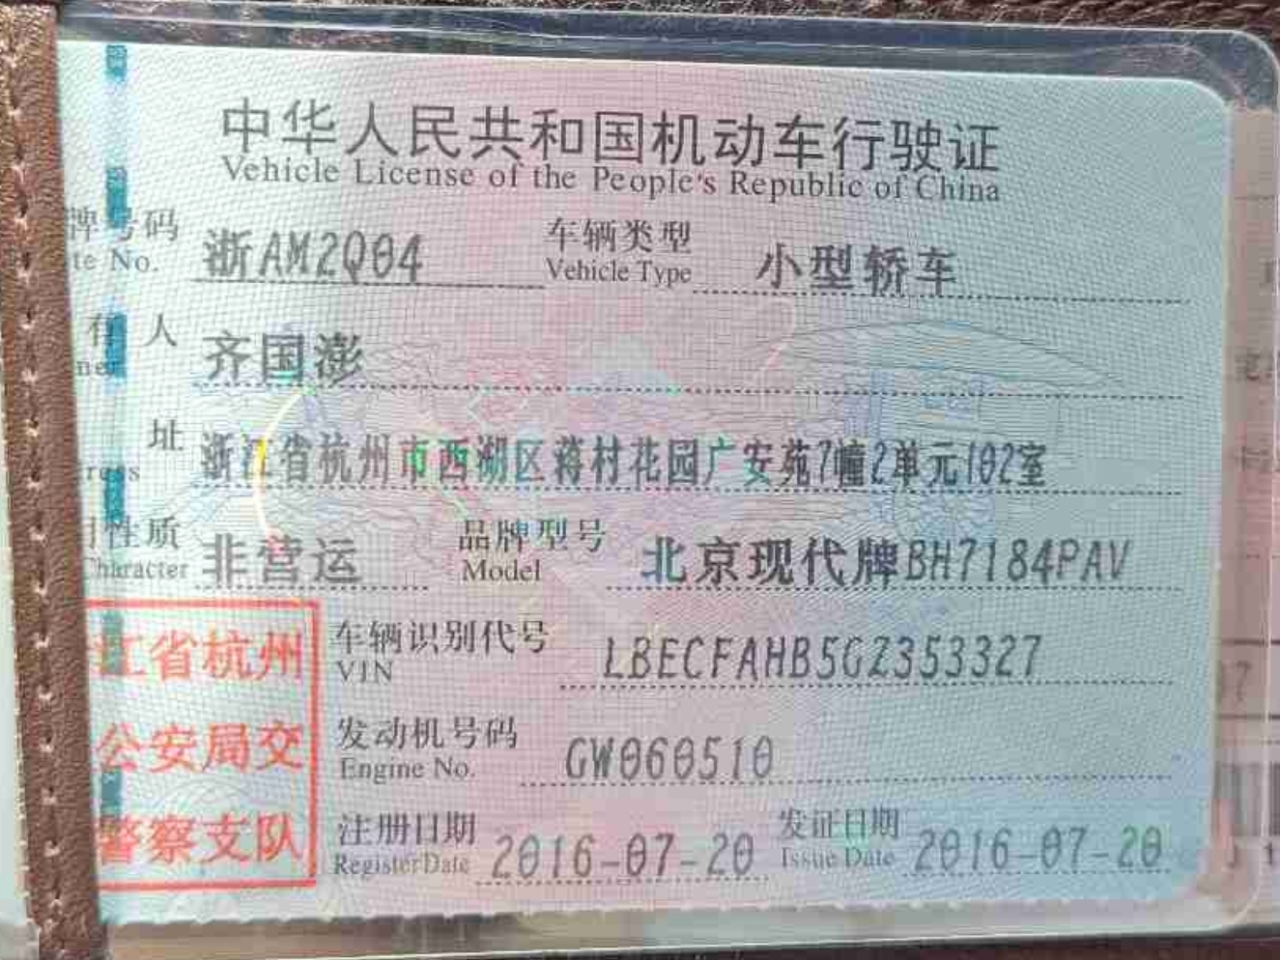 中华人民共和国机动车行驶证
Vehicle License of the People's Republic of China
牌号码 浙AM2Q04 车辆类型 小型轿车
te No. Vehicle Type
有 人 齐国澎
ner
址 浙江省杭州市西湖区蒋村花园广安苑7幢2单元102室
ress
性质 非营运 品牌型号 北京现代牌BH7184PAV
Character Model
江省杭州
公安局交
警察支队
车辆识别代号 LBECFAHB5GZ353327
VIN
发动机号码 GW060510
Engine No.
注册日期 2016-07-20 发证日期 2016-07-20
Register Date Issue Date